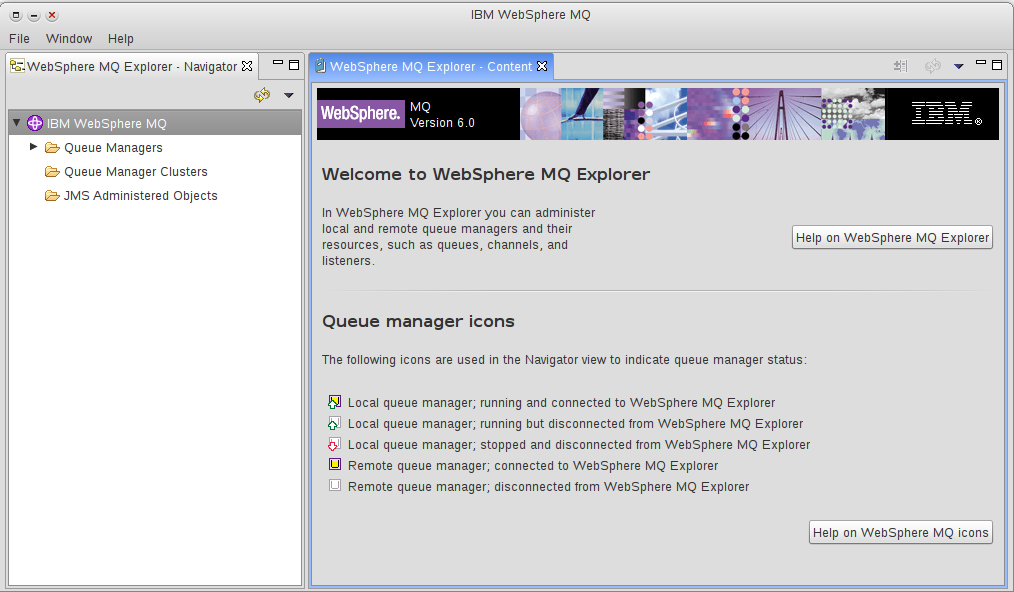 IBM WebSphere MQ
File Window Help
WebSphere MQ Explorer - Navigator
IBM WebSphere MQ
Queue Managers
Queue Manager Clusters
JMS Administered Objects
WebSphere MQ Explorer - Content
WebSphere. MQ
Version 6.0
IBM®
Welcome to WebSphere MQ Explorer
In WebSphere MQ Explorer you can administer
local and remote queue managers and their
resources, such as queues, channels, and
listeners.
Help on WebSphere MQ Explorer
Queue manager icons
The following icons are used in the Navigator view to indicate queue manager status:
Local queue manager; running and connected to WebSphere MQ Explorer
Local queue manager; running but disconnected from WebSphere MQ Explorer
Local queue manager; stopped and disconnected from WebSphere MQ Explorer
Remote queue manager; connected to WebSphere MQ Explorer
Remote queue manager; disconnected from WebSphere MQ Explorer
Help on WebSphere MQ icons